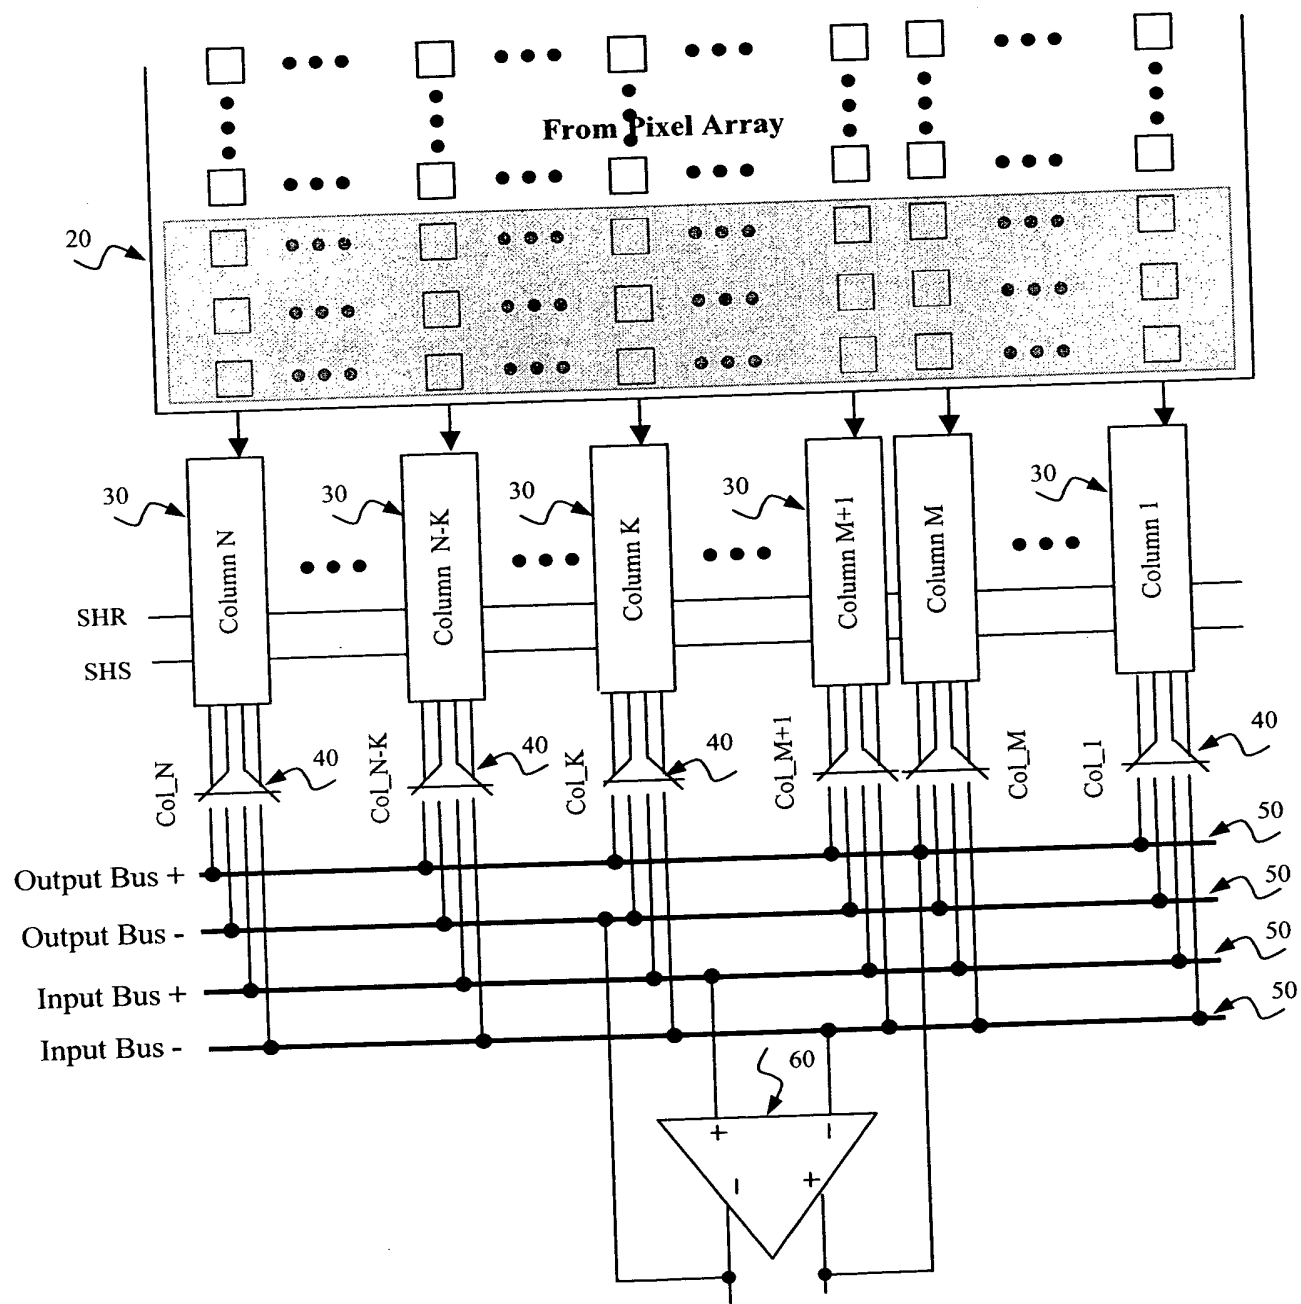 From Pixel Array
20
30
30
30
30
30
Column N
Column N-K
Column K
Column M+1
Column M
Column 1
SHR
SHS
Col_N
40
Col_N-K
40
Col_K
40
Col_M+1
Col_M
Col_1
40
Output Bus +
50
Output Bus -
50
Input Bus +
50
Input Bus -
50
60
+ -
- +